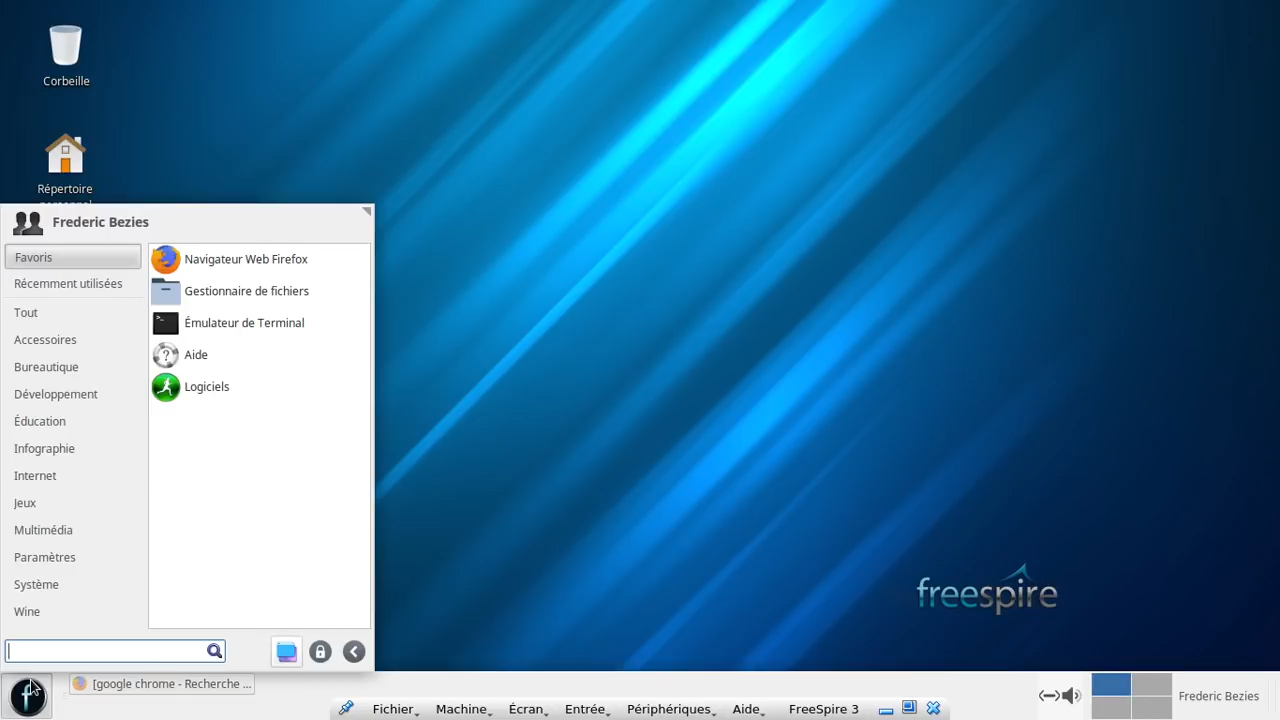 Corbeille
Répertoire
Frederic Bezies
Favoris
Récemment utilisées
Tout
Accessoires
Bureautique
Développement
Éducation
Infographie
Internet
Jeux
Multimédia
Paramètres
Système
Wine
Navigateur Web Firefox
Gestionnaire de fichiers
Émulateur de Terminal
Aide
Logiciels
freespire
[google chrome - Recherche ...
Fichier Machine Écran Entrée Périphériques Aide FreeSpire 3
Frederic Bezies